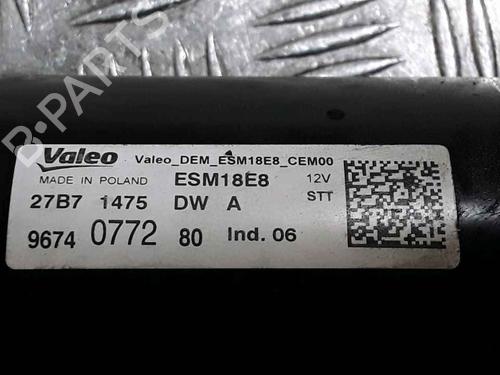 B-PARTS
Valeo Valeo_DEM_ESM18E8_CEM00
MADE IN POLAND ESM18E8 12V
27B7 1475 DW A STT
9674 0772 80 Ind. 06